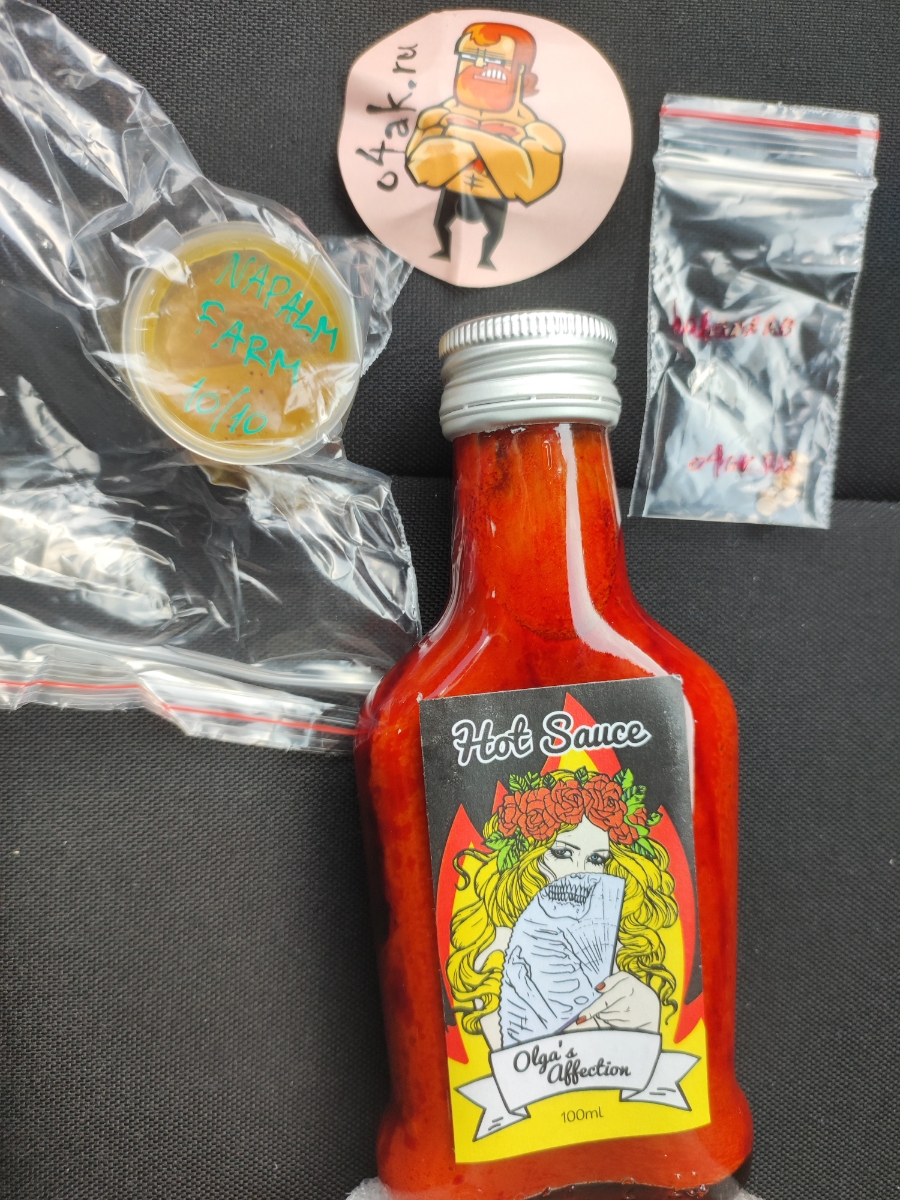 o4ak.ru
NAPALM
FARM
10/10
Hot Sauce
Olga's
Affection
100ml